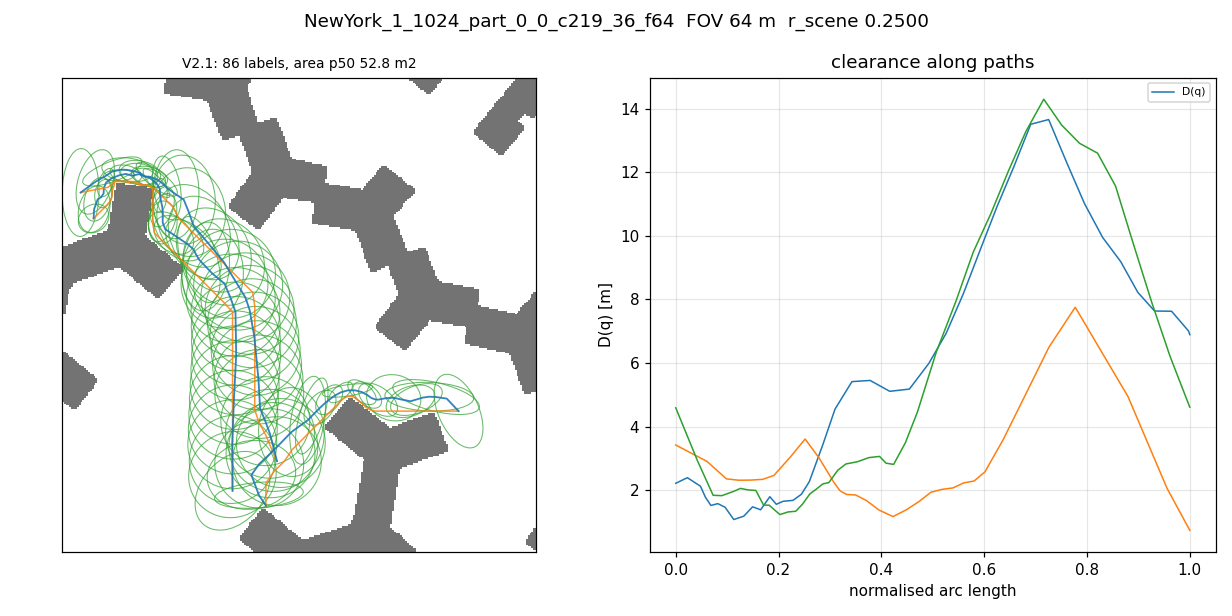 NewYork_1_1024_part_0_0_c219_36_f64  FOV 64 m  r_scene 0.2500
V2.1: 86 labels, area p50 52.8 m2
clearance along paths
D(q)
D(q) [m]
14
12
10
8
6
4
2
0.0 0.2 0.4 0.6 0.8 1.0
normalised arc length